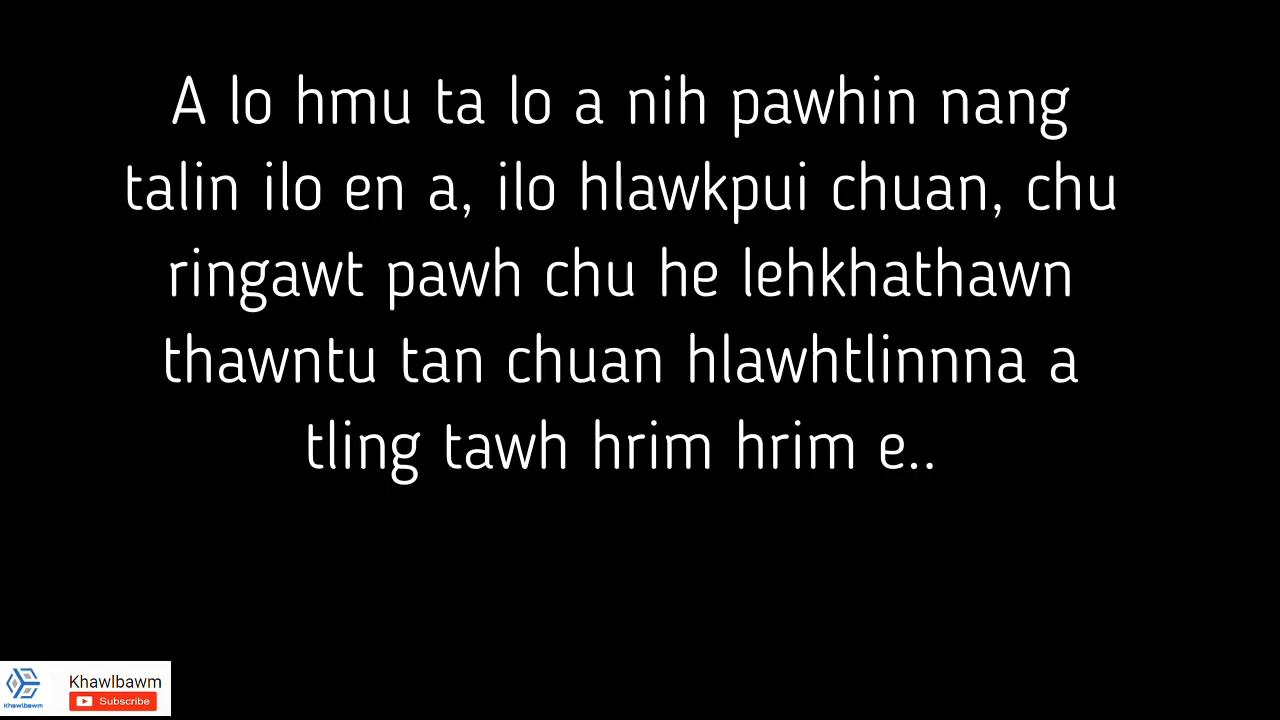 A lo hmu ta lo a nih pawhin nang
talin ilo en a, ilo hlawkpui chuan, chu
ringawt pawh chu he lehkhathawn
thawntu tan chuan hlawhtlinnna a
tling tawh hrim hrim e..
Khawlbawm
Subscribe
Khawlbawm